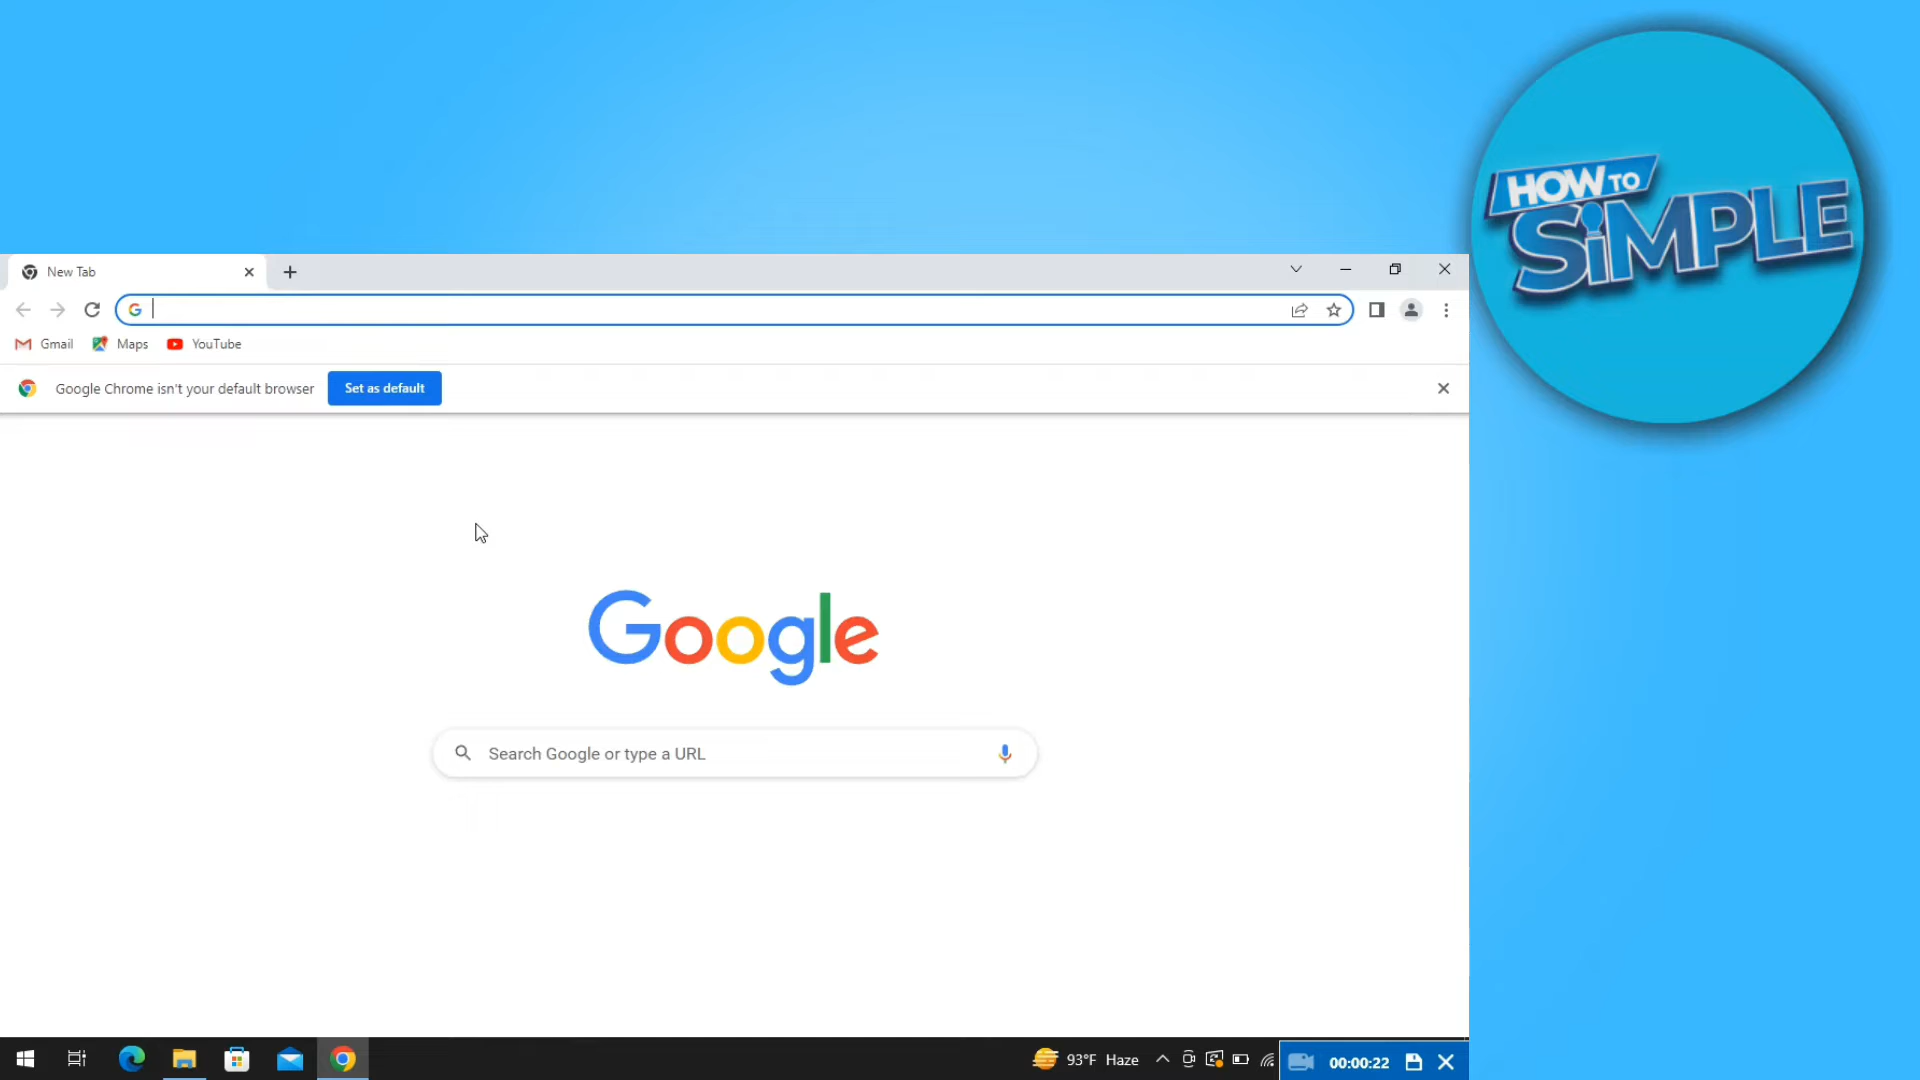 HOW TO
SiMPLE
New Tab
Gmail
Maps
YouTube
Google Chrome isn't your default browser
Set as default
Google
Search Google or type a URL
93°F Haze
00:00:22